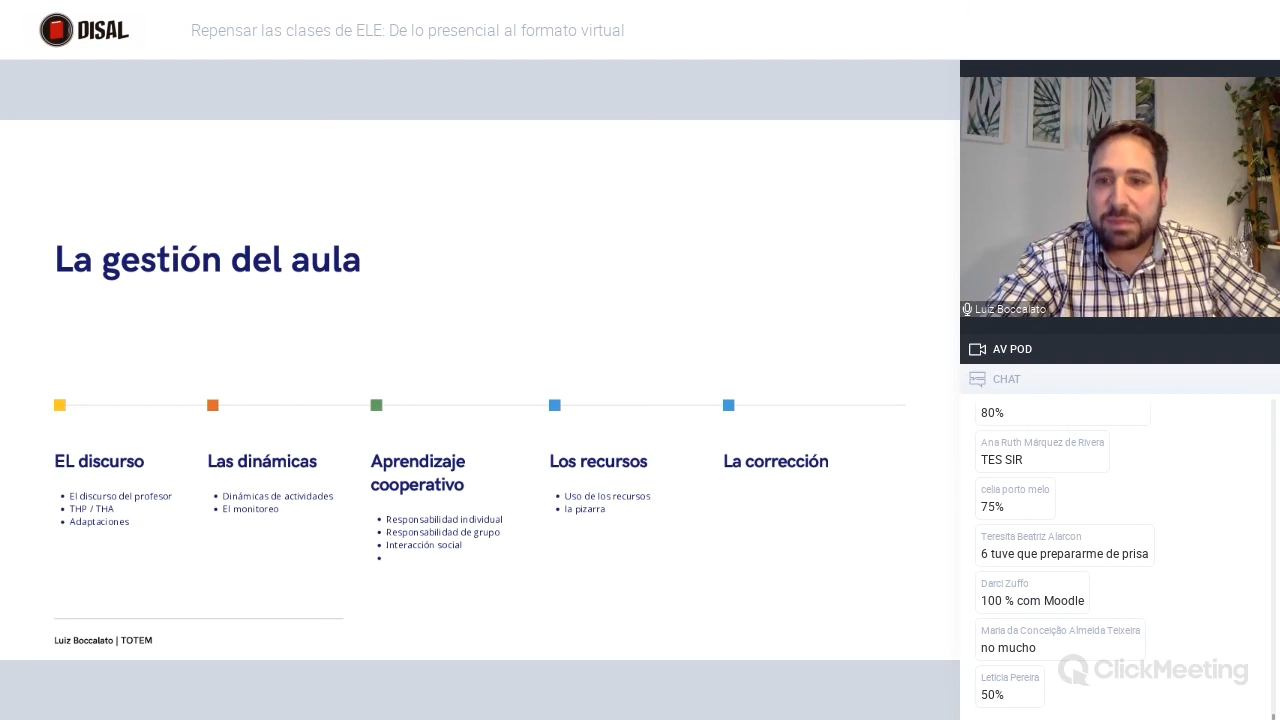 DISAL
Repensar las clases de ELE: De lo presencial al formato virtual
La gestión del aula
EL discurso
El discurso del profesor
THP / THA
Adaptaciones
Las dinámicas
Dinámicas de actividades
El monitoreo
Aprendizaje
cooperativo
Responsabilidad individual
Responsabilidad de grupo
Interacción social
Los recursos
Uso de los recursos
la pizarra
La corrección
Luiz Boccalato | TOTEM
Luiz Boccalato
AV POD
CHAT
80%
Ana Ruth Márquez de Rivera
TES SIR
celia porto melo
75%
Teresita Beatriz Alarcon
6 tuve que prepararme de prisa
Darci Zuffo
100 % com Moodle
Maria da Conceição Almeida Teixeira
no mucho
Letícia Pereira
50%
ClickMeeting